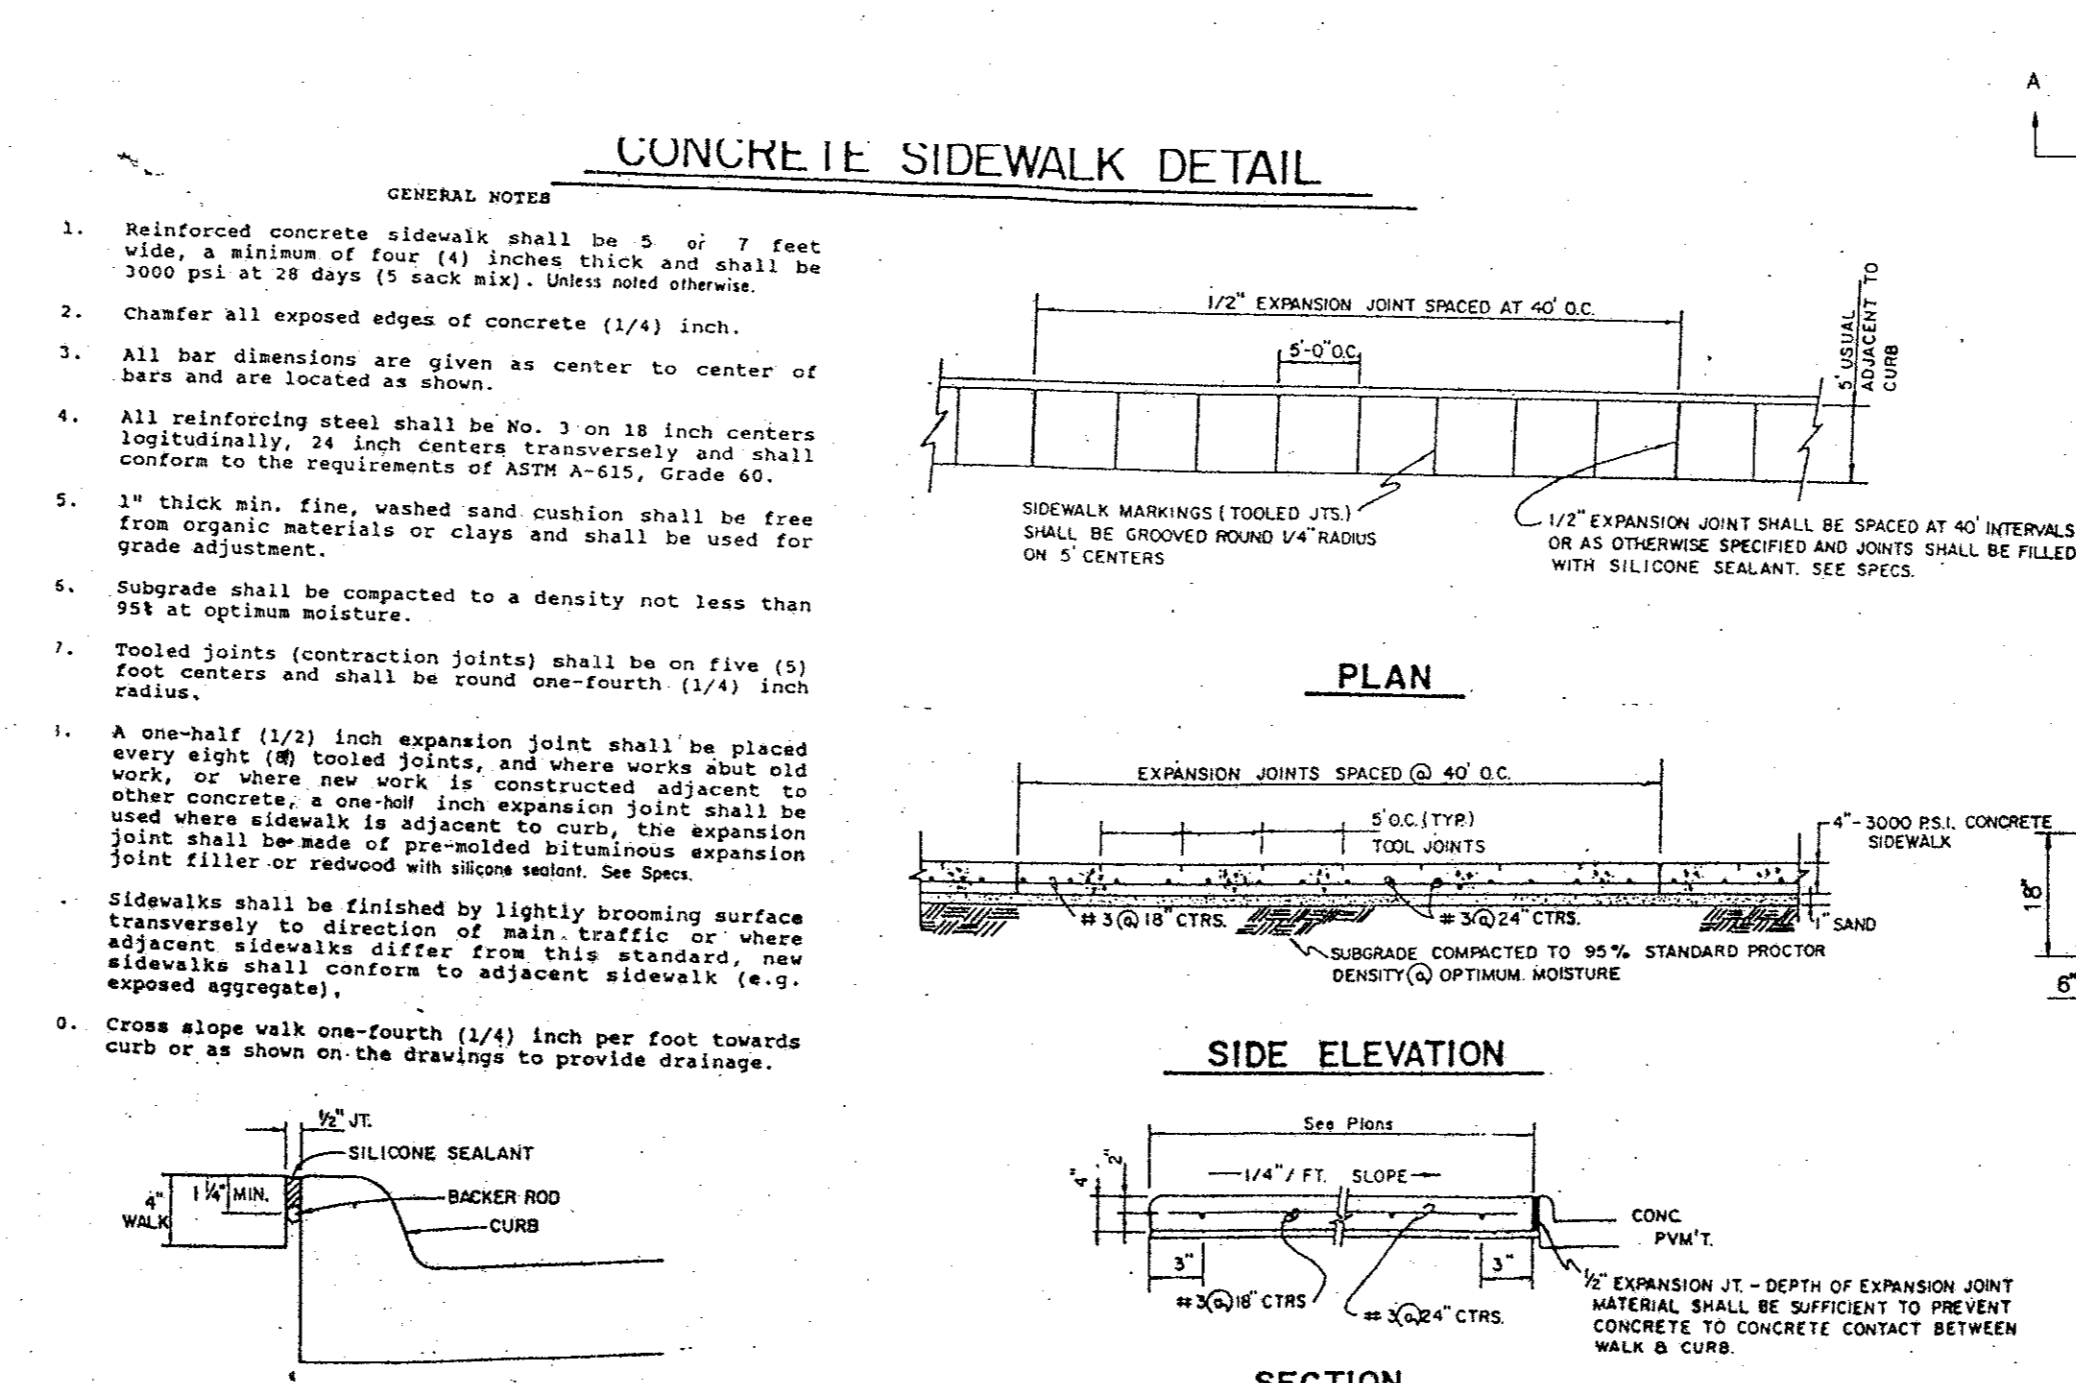 A
CONCRETE SIDEWALK DETAIL
GENERAL NOTES
1. Reinforced concrete sidewalk shall be 5 or 7 feet
wide, a minimum of four (4) inches thick and shall be
3000 psi at 28 days (5 sack mix). Unless noted otherwise.
2. Chamfer all exposed edges of concrete (1/4) inch.
3. All bar dimensions are given as center to center of
bars and are located as shown.
4. All reinforcing steel shall be No. 3 on 18 inch centers
logitudinally, 24 inch centers transversely and shall
conform to the requirements of ASTM A-615, Grade 60.
5. 1" thick min. fine, washed sand cushion shall be free
from organic materials or clays and shall be used for
grade adjustment.
6. Subgrade shall be compacted to a density not less than
95% at optimum moisture.
7. Tooled joints (contraction joints) shall be on five (5)
foot centers and shall be round one-fourth (1/4) inch
radius.
A one-half (1/2) inch expansion joint shall be placed
every eight (8) tooled joints, and where works abut old
work, or where new work is constructed adjacent to
other concrete, a one-half inch expansion joint shall be
used where sidewalk is adjacent to curb, the expansion
joint shall be made of pre-molded bituminous expansion
joint filler or redwood with silicone sealant. See Specs.
Sidewalks shall be finished by lightly brooming surface
transversely to direction of main traffic or where
adjacent sidewalks differ from this standard, new
sidewalks shall conform to adjacent sidewalk (e.g.
exposed aggregate).
0. Cross slope walk one-fourth (1/4) inch per foot towards
curb or as shown on the drawings to provide drainage.
1/2" JT.
SILICONE SEALANT
1 1/4" MIN.
4"
WALK
BACKER ROD
CURB
1/2" EXPANSION JOINT SPACED AT 40' O.C.
5'-0" O.C.
5' USUAL
ADJACENT TO
CURB
SIDEWALK MARKINGS (TOOLED JTS.)
SHALL BE GROOVED ROUND 1/4" RADIUS
ON 5' CENTERS
1/2" EXPANSION JOINT SHALL BE SPACED AT 40' INTERVALS
OR AS OTHERWISE SPECIFIED AND JOINTS SHALL BE FILLED
WITH SILICONE SEALANT. SEE SPECS.
PLAN
EXPANSION JOINTS SPACED @ 40' O.C.
5' O.C. (TYP.)
TOOL JOINTS
4"- 3000 P.S.I. CONCRETE
SIDEWALK
# 3 @ 18" CTRS.
# 3 @ 24" CTRS.
1" SAND
SUBGRADE COMPACTED TO 95% STANDARD PROCTOR
DENSITY @ OPTIMUM MOISTURE
18"
6"
SIDE ELEVATION
See Plans
1/4" / FT. SLOPE
4"
2"
CONC.
PVM'T.
3"
3"
# 3 @ 18" CTRS
# 3 @ 24" CTRS.
1/2" EXPANSION JT. - DEPTH OF EXPANSION JOINT
MATERIAL SHALL BE SUFFICIENT TO PREVENT
CONCRETE TO CONCRETE CONTACT BETWEEN
WALK & CURB.
SECTION